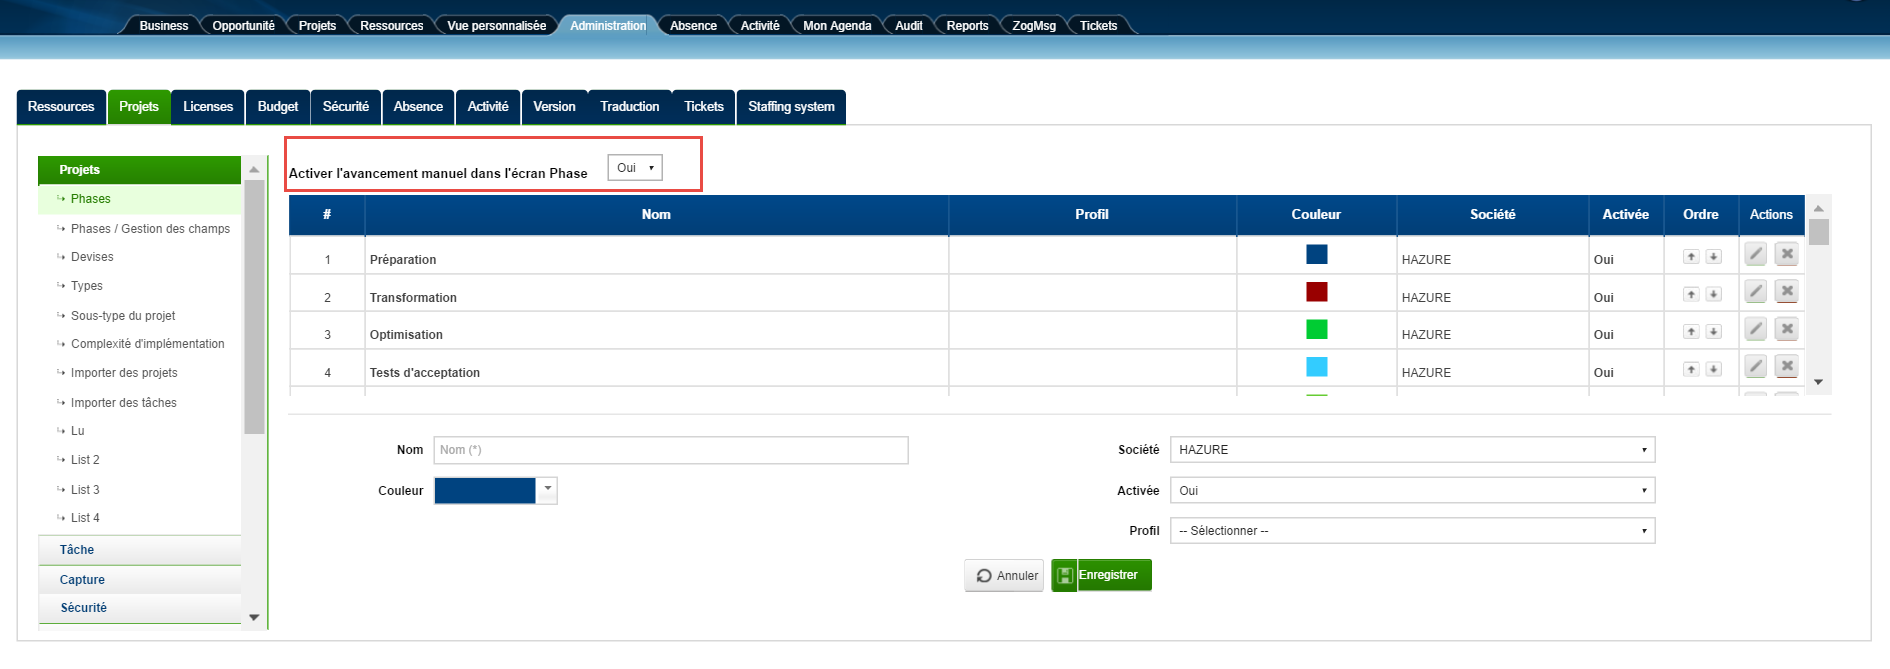 Business Opportunité Projets Ressources Vue personnalisée Administration Absence Activité Mon Agenda Audit Reports ZogMsg Tickets
Ressources Projets Licenses Budget Sécurité Absence Activité Version Traduction Tickets Staffing system
Projets
Phases
Phases / Gestion des champs
Devises
Types
Sous-type du projet
Complexité d'implémentation
Importer des projets
Importer des tâches
Lu
List 2
List 3
List 4
Tâche
Capture
Sécurité
Activer l'avancement manuel dans l'écran Phase Oui
# Nom Profil Couleur Société Activée Ordre Actions
1 Préparation HAZURE Oui
2 Transformation HAZURE Oui
3 Optimisation HAZURE Oui
4 Tests d'acceptation HAZURE Oui
Nom Nom (*) Société HAZURE
Couleur Activée Oui
Profil -- Sélectionner --
Annuler Enregistrer